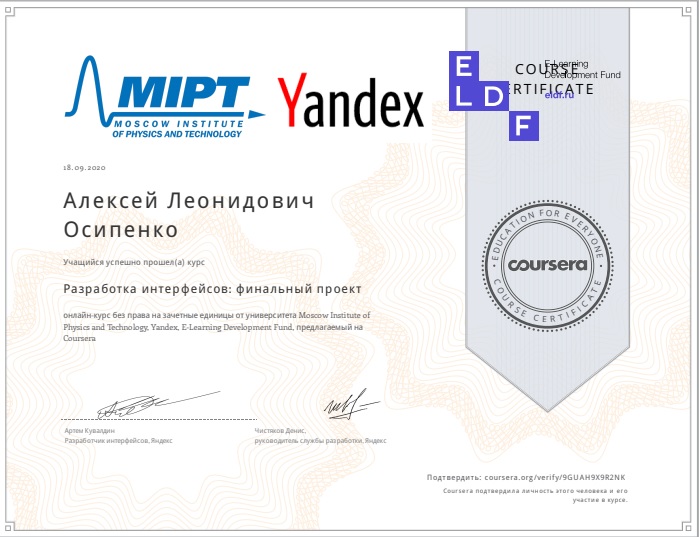 MIPT
MOSCOW INSTITUTE
OF PHYSICS AND TECHNOLOGY
Yandex
E
L D
F
E-Learning
Development Fund
eldf.ru
COURSE
CERTIFICATE
18.09.2020
Алексей Леонидович
Осипенко
Учащийся успешно прошел(а) курс
Разработка интерфейсов: финальный проект
онлайн-курс без права на зачетные единицы от университета Moscow Institute of
Physics and Technology, Yandex, E-Learning Development Fund, предлагаемый на
Coursera
EDUCATION FOR EVERYONE
coursera
COURSE CERTIFICATE
Артем Кувалдин
Разработчик интерфейсов, Яндекс
Чистяков Денис,
руководитель службы разработки, Яндекс
Подтвердить: coursera.org/verify/9GUAH9X9R2NK
Coursera подтвердила личность этого человека и его
участие в курсе.